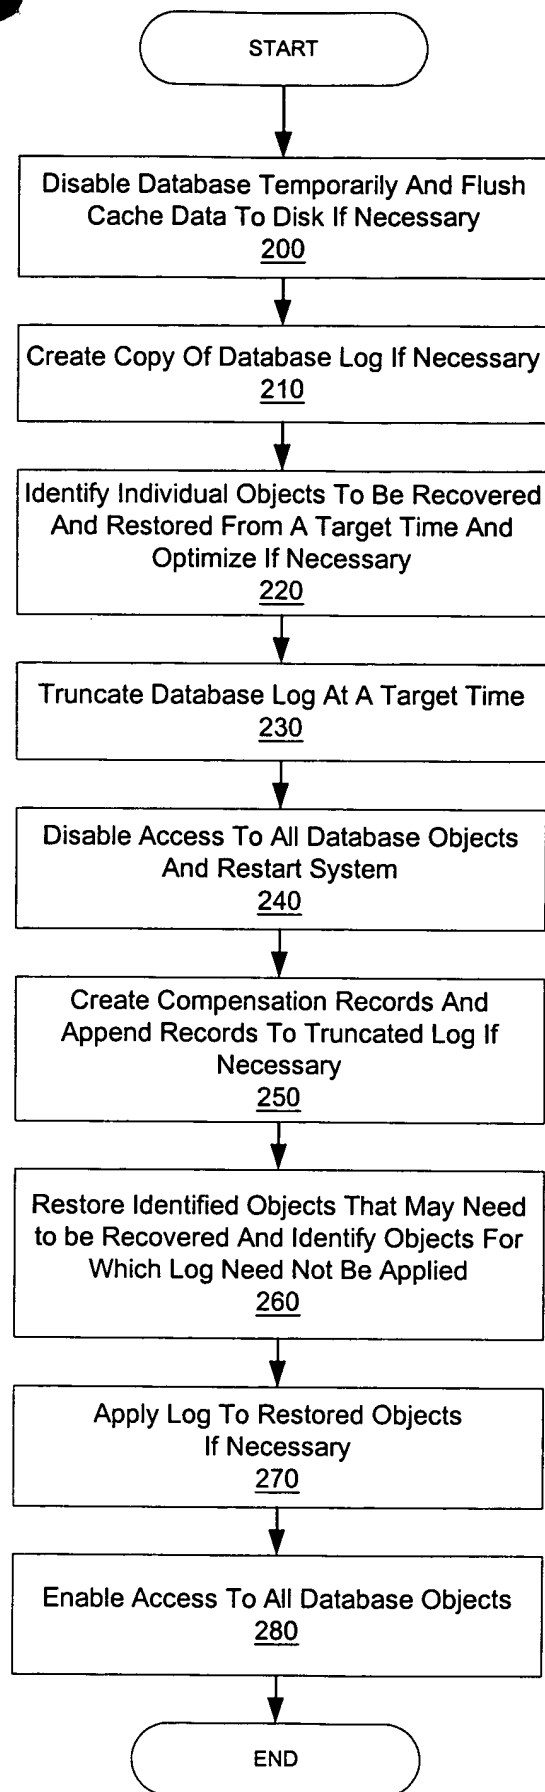 START
Disable Database Temporarily And Flush
Cache Data To Disk If Necessary
200
Create Copy Of Database Log If Necessary
210
Identify Individual Objects To Be Recovered
And Restored From A Target Time And
Optimize If Necessary
220
Truncate Database Log At A Target Time
230
Disable Access To All Database Objects
And Restart System
240
Create Compensation Records And
Append Records To Truncated Log If
Necessary
250
Restore Identified Objects That May Need
to be Recovered And Identify Objects For
Which Log Need Not Be Applied
260
Apply Log To Restored Objects
If Necessary
270
Enable Access To All Database Objects
280
END